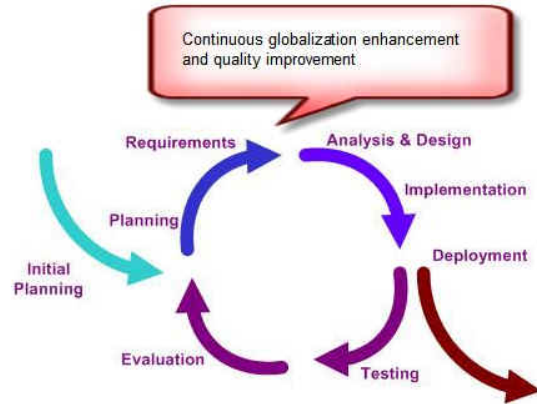 Continuous globalization enhancement
and quality improvement
Requirements
Analysis & Design
Implementation
Planning
Deployment
Initial
Planning
Evaluation
Testing